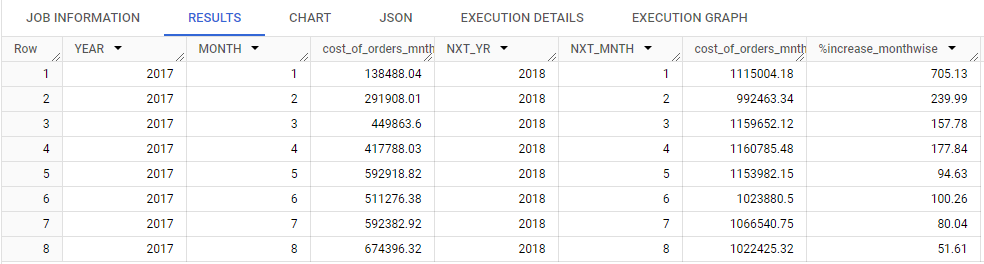 JOB INFORMATION RESULTS CHART JSON EXECUTION DETAILS EXECUTION GRAPH
Row YEAR MONTH cost_of_orders_mnth NXT_YR NXT_MNTH cost_of_orders_mnth %increase_monthwise
1 2017 1 138488.04 2018 1 1115004.18 705.13
2 2017 2 291908.01 2018 2 992463.34 239.99
3 2017 3 449863.6 2018 3 1159652.12 157.78
4 2017 4 417788.03 2018 4 1160785.48 177.84
5 2017 5 592918.82 2018 5 1153982.15 94.63
6 2017 6 511276.38 2018 6 1023880.5 100.26
7 2017 7 592382.92 2018 7 1066540.75 80.04
8 2017 8 674396.32 2018 8 1022425.32 51.61